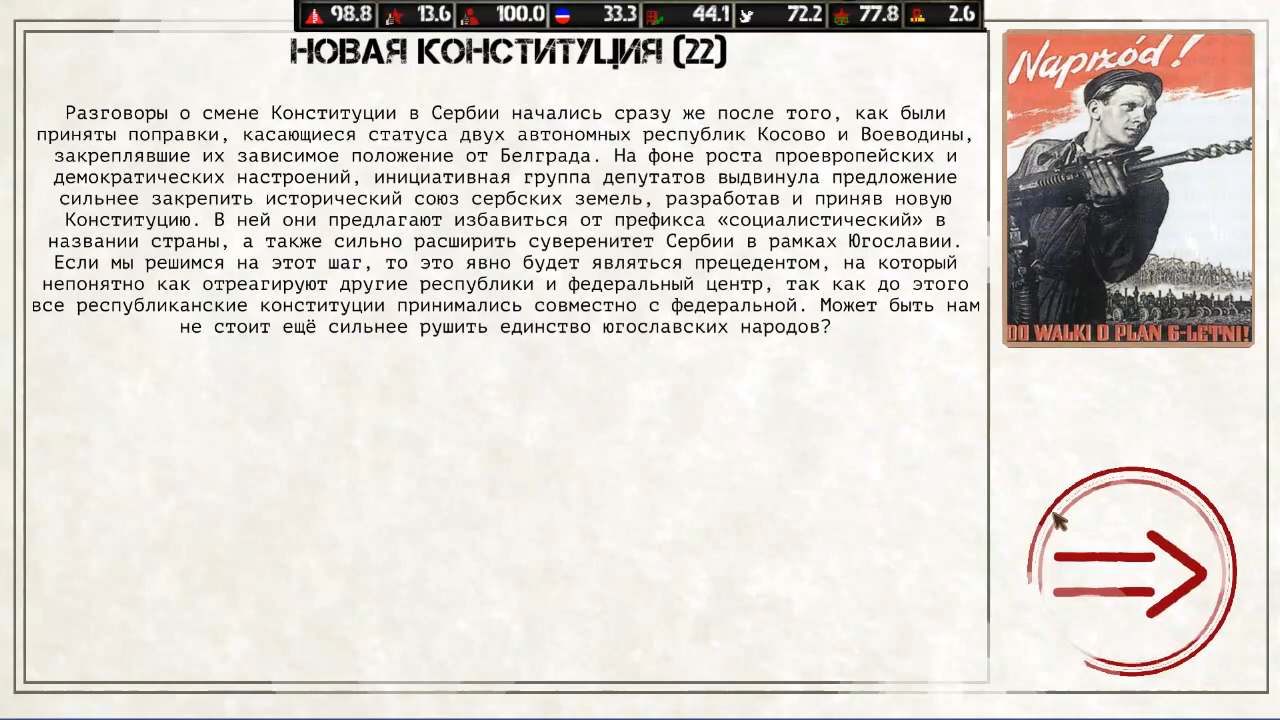 98.8 13.6 100.0 33.3 44.1 72.2 77.8 2.6
НОВАЯ КОНСТИТУЦИЯ (22)
Разговоры о смене Конституции в Сербии начались сразу же после того, как были
приняты поправки, касающиеся статуса двух автономных республик Косово и Воеводины,
закреплявшие их зависимое положение от Белграда. На фоне роста проевропейских и
демократических настроений, инициативная группа депутатов выдвинула предложение
сильнее закрепить исторический союз сербских земель, разработав и приняв новую
Конституцию. В ней они предлагают избавиться от префикса «социалистический» в
названии страны, а также сильно расширить суверенитет Сербии в рамках Югославии.
Если мы решимся на этот шаг, то это явно будет являться прецедентом, на который
непонятно как отреагируют другие республики и федеральный центр, так как до этого
все республиканские конституции принимались совместно с федеральной. Может быть нам
не стоит ещё сильнее рушить единство югославских народов?
Naprzód!
DO WALKI O PLAN 6-LETNI!